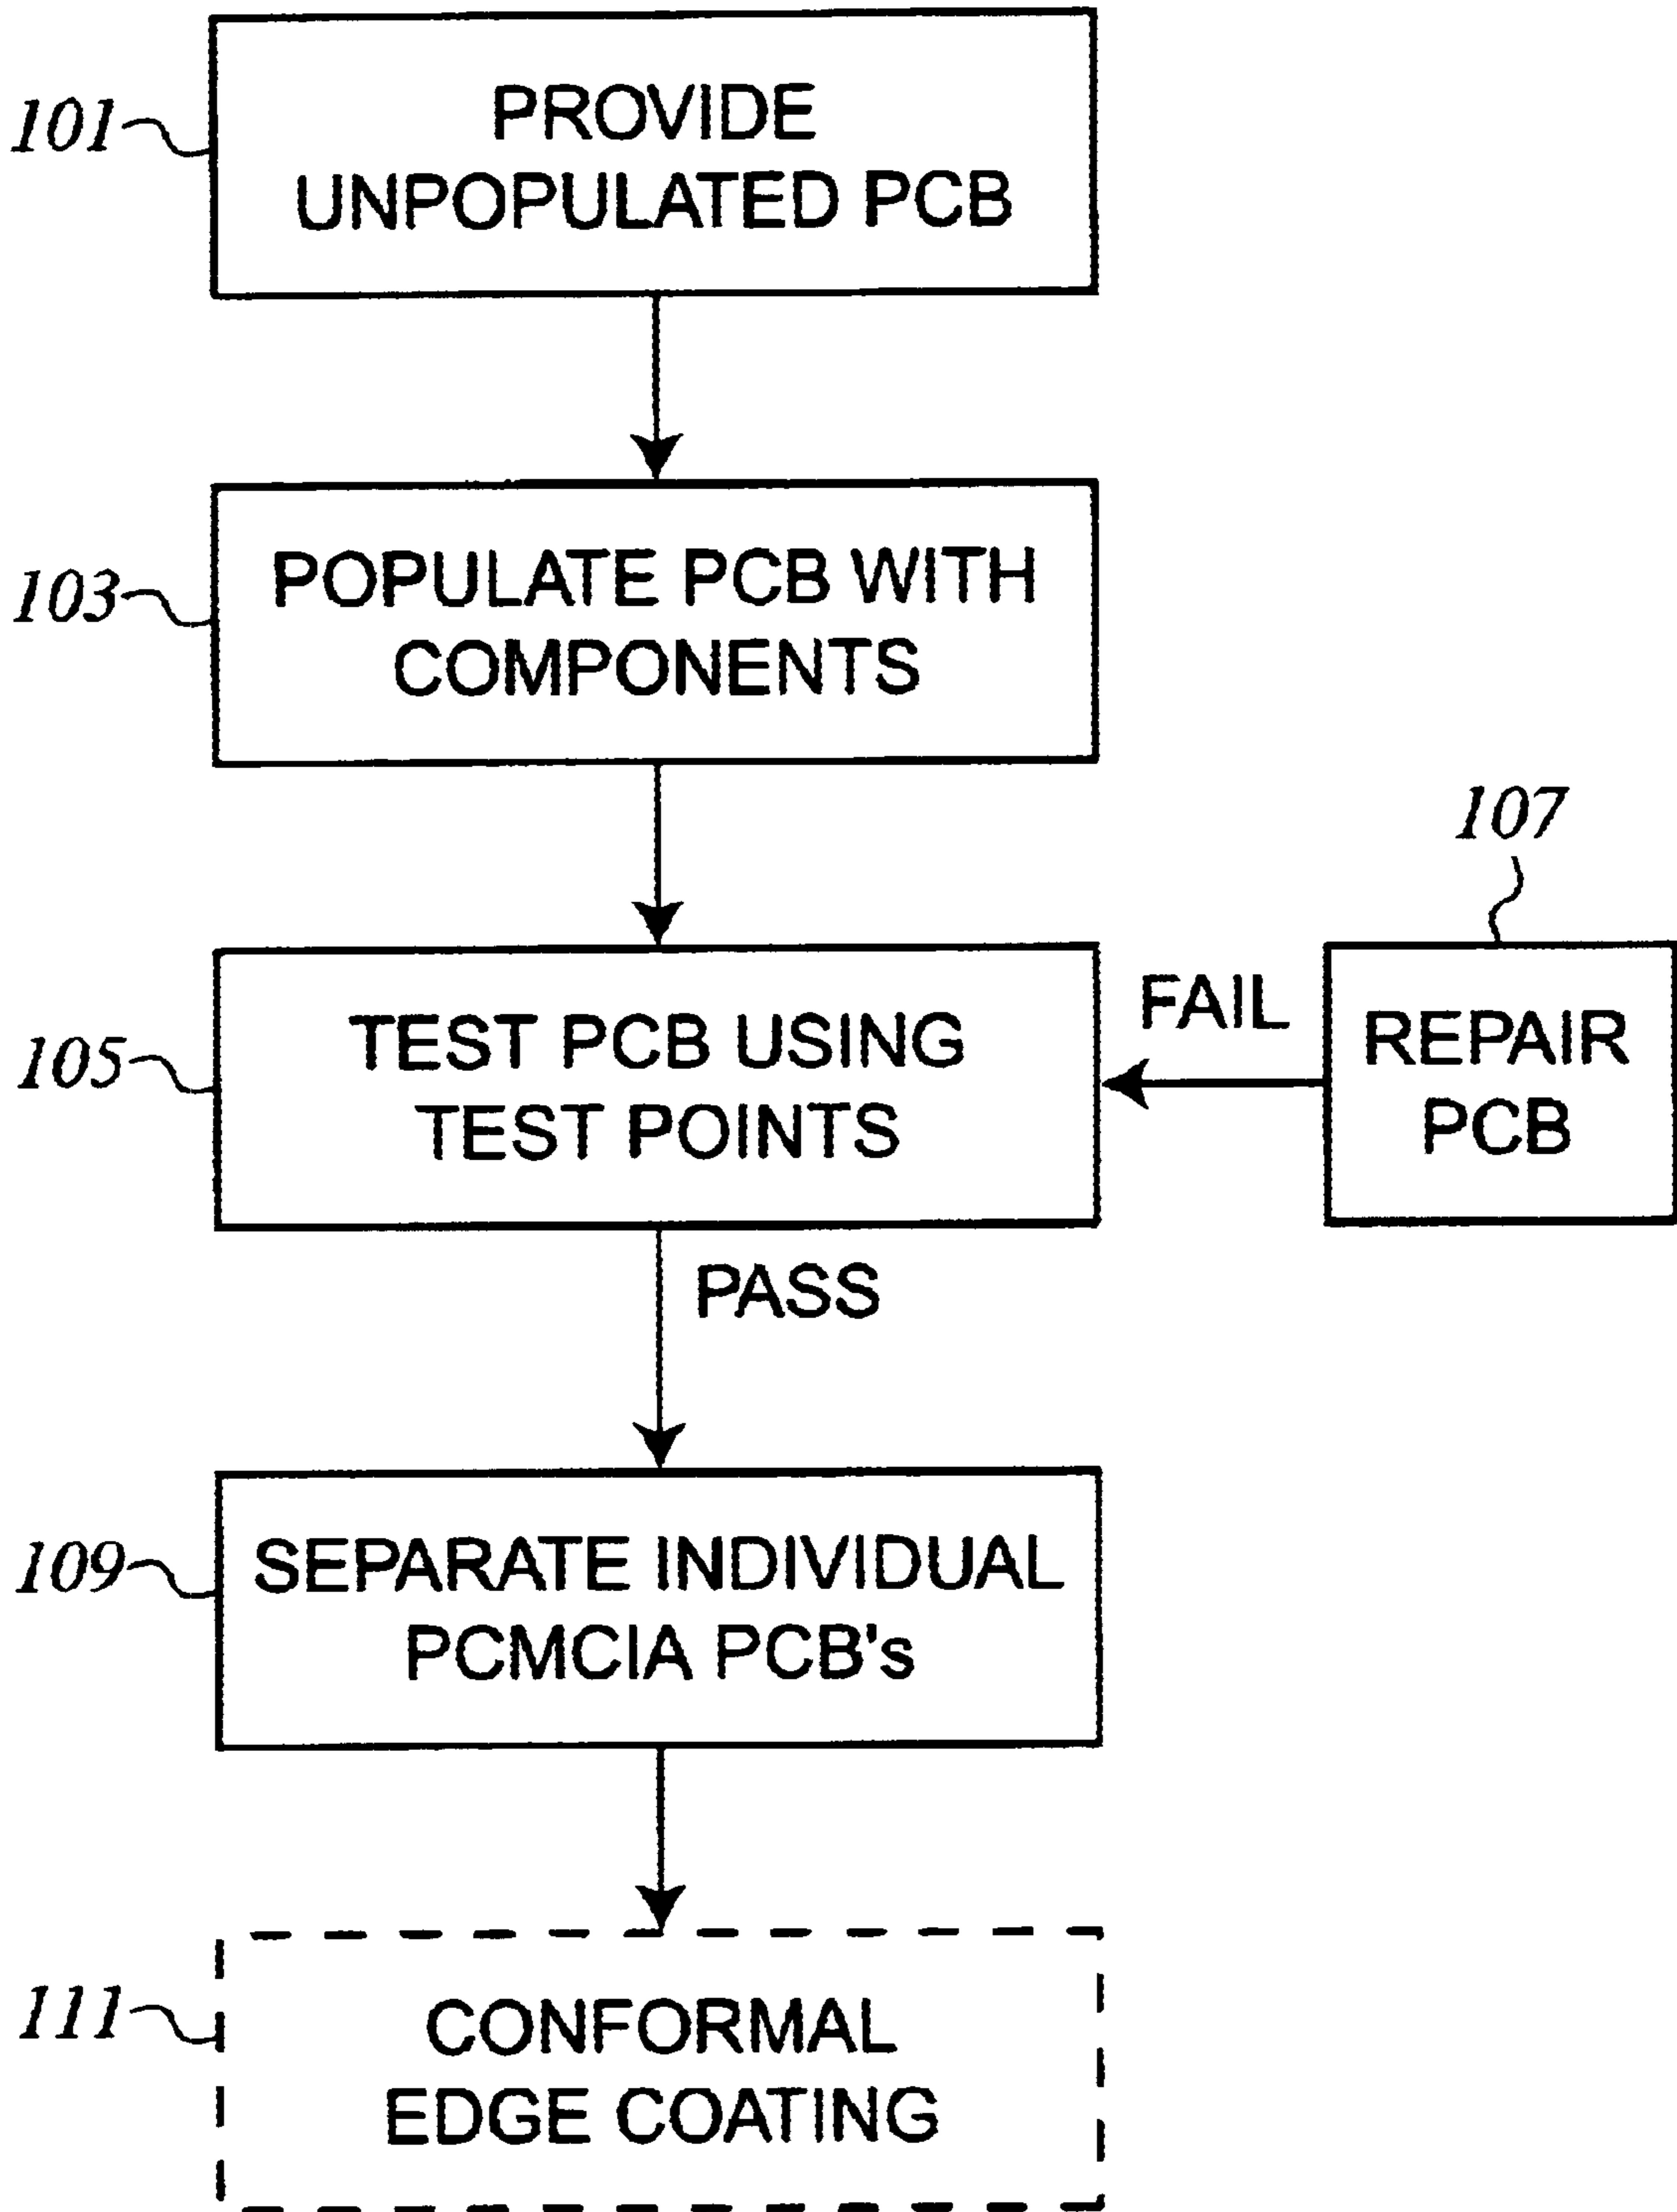 101
PROVIDE
UNPOPULATED PCB
103
POPULATE PCB WITH
COMPONENTS
105
TEST PCB USING
TEST POINTS
FAIL
107
REPAIR
PCB
PASS
109
SEPARATE INDIVIDUAL
PCMCIA PCB's
111
CONFORMAL
EDGE COATING